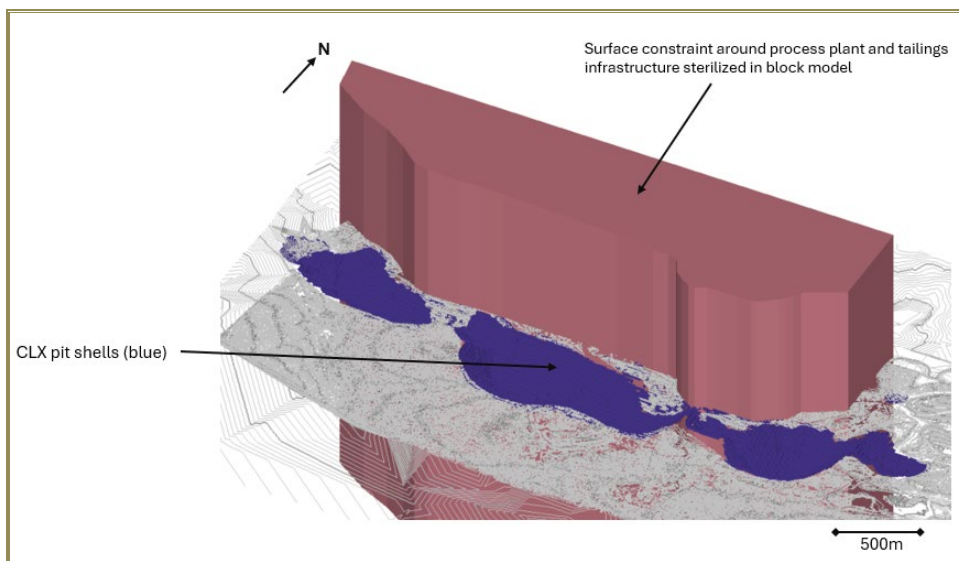 N
Surface constraint around process plant and tailings
infrastructure sterilized in block model
CLX pit shells (blue)
500m